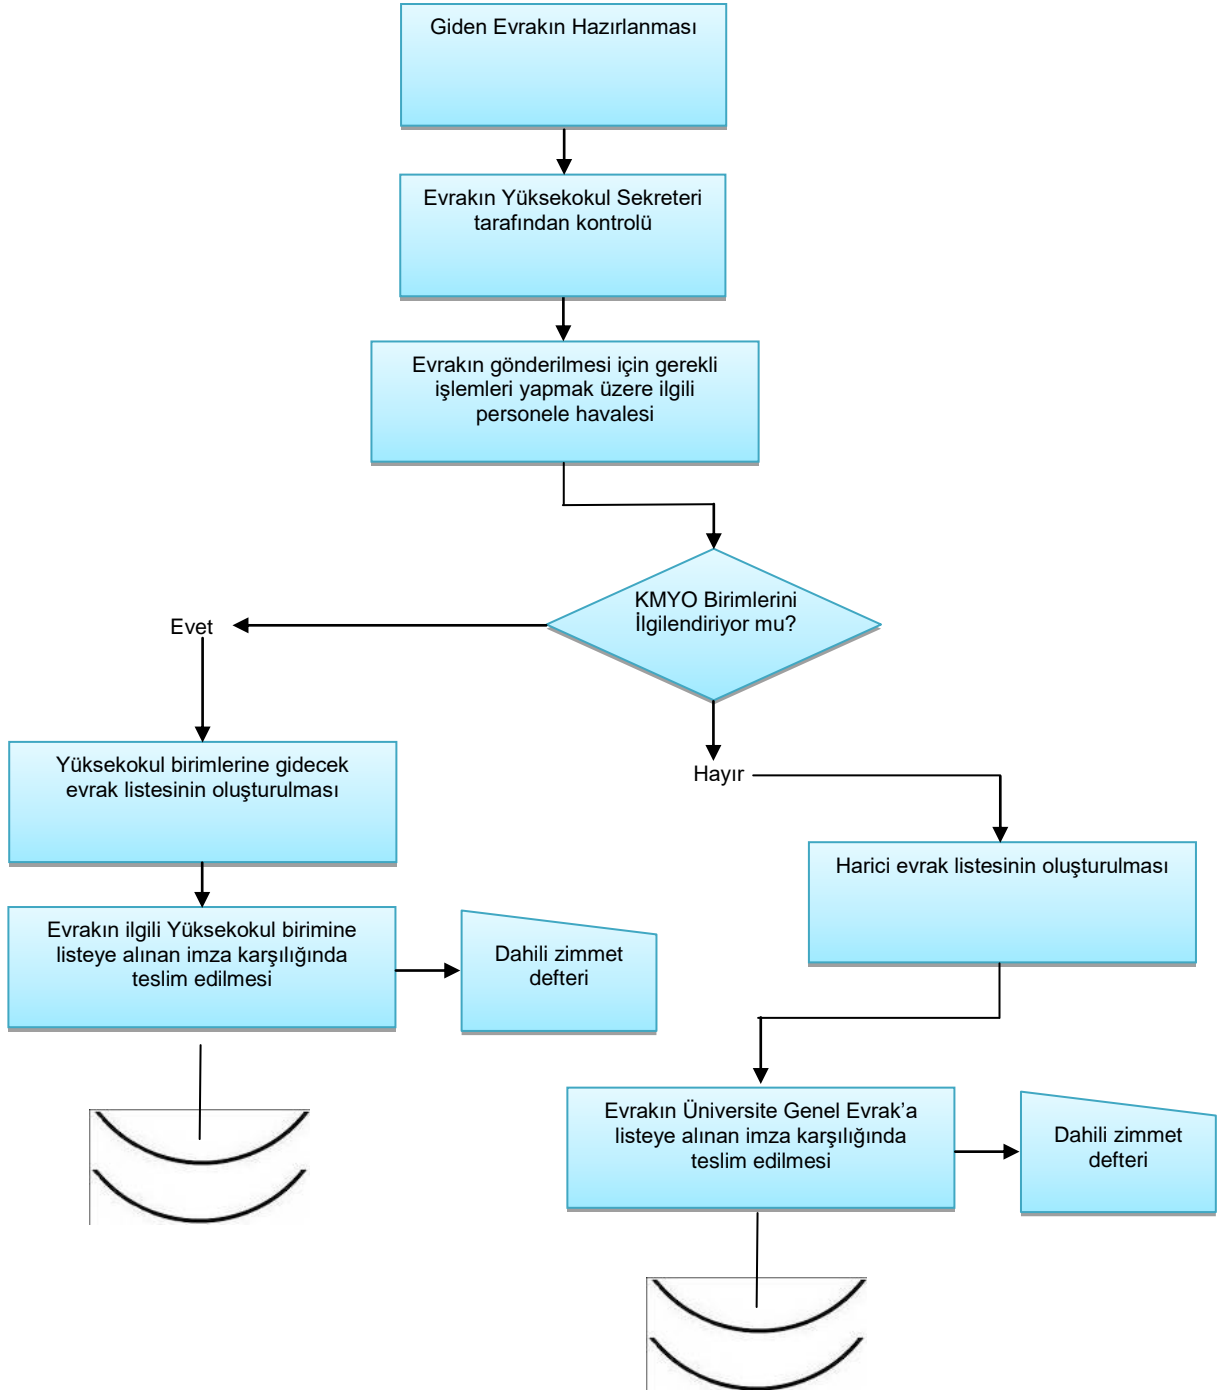 Giden Evrakın Hazırlanması
Evrakın Yüksekokul Sekreteri
tarafından kontrolü
Evrakın gönderilmesi için gerekli
işlemleri yapmak üzere ilgili
personele havalesi
KMYO Birimlerini
İlgilendiriyor mu?
Evet
Hayır
Yüksekokul birimlerine gidecek
evrak listesinin oluşturulması
Harici evrak listesinin oluşturulması
Evrakın ilgili Yüksekokul birimine
listeye alınan imza karşılığında
teslim edilmesi
Dahili zimmet
defteri
Evrakın Üniversite Genel Evrak’a
listeye alınan imza karşılığında
teslim edilmesi
Dahili zimmet
defteri